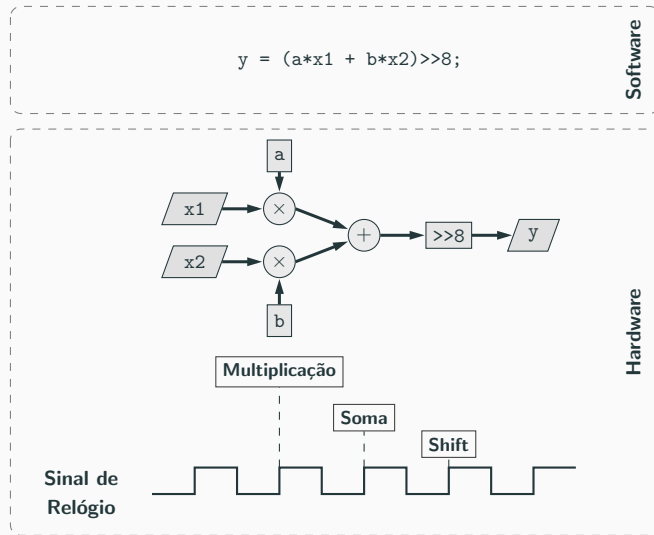 y = (a*x1 + b*x2)>>8;
Software
a
x1
×
+
>>8
y
x2
×
b
Hardware
Multiplicação
Soma
Shift
Sinal de
Relógio